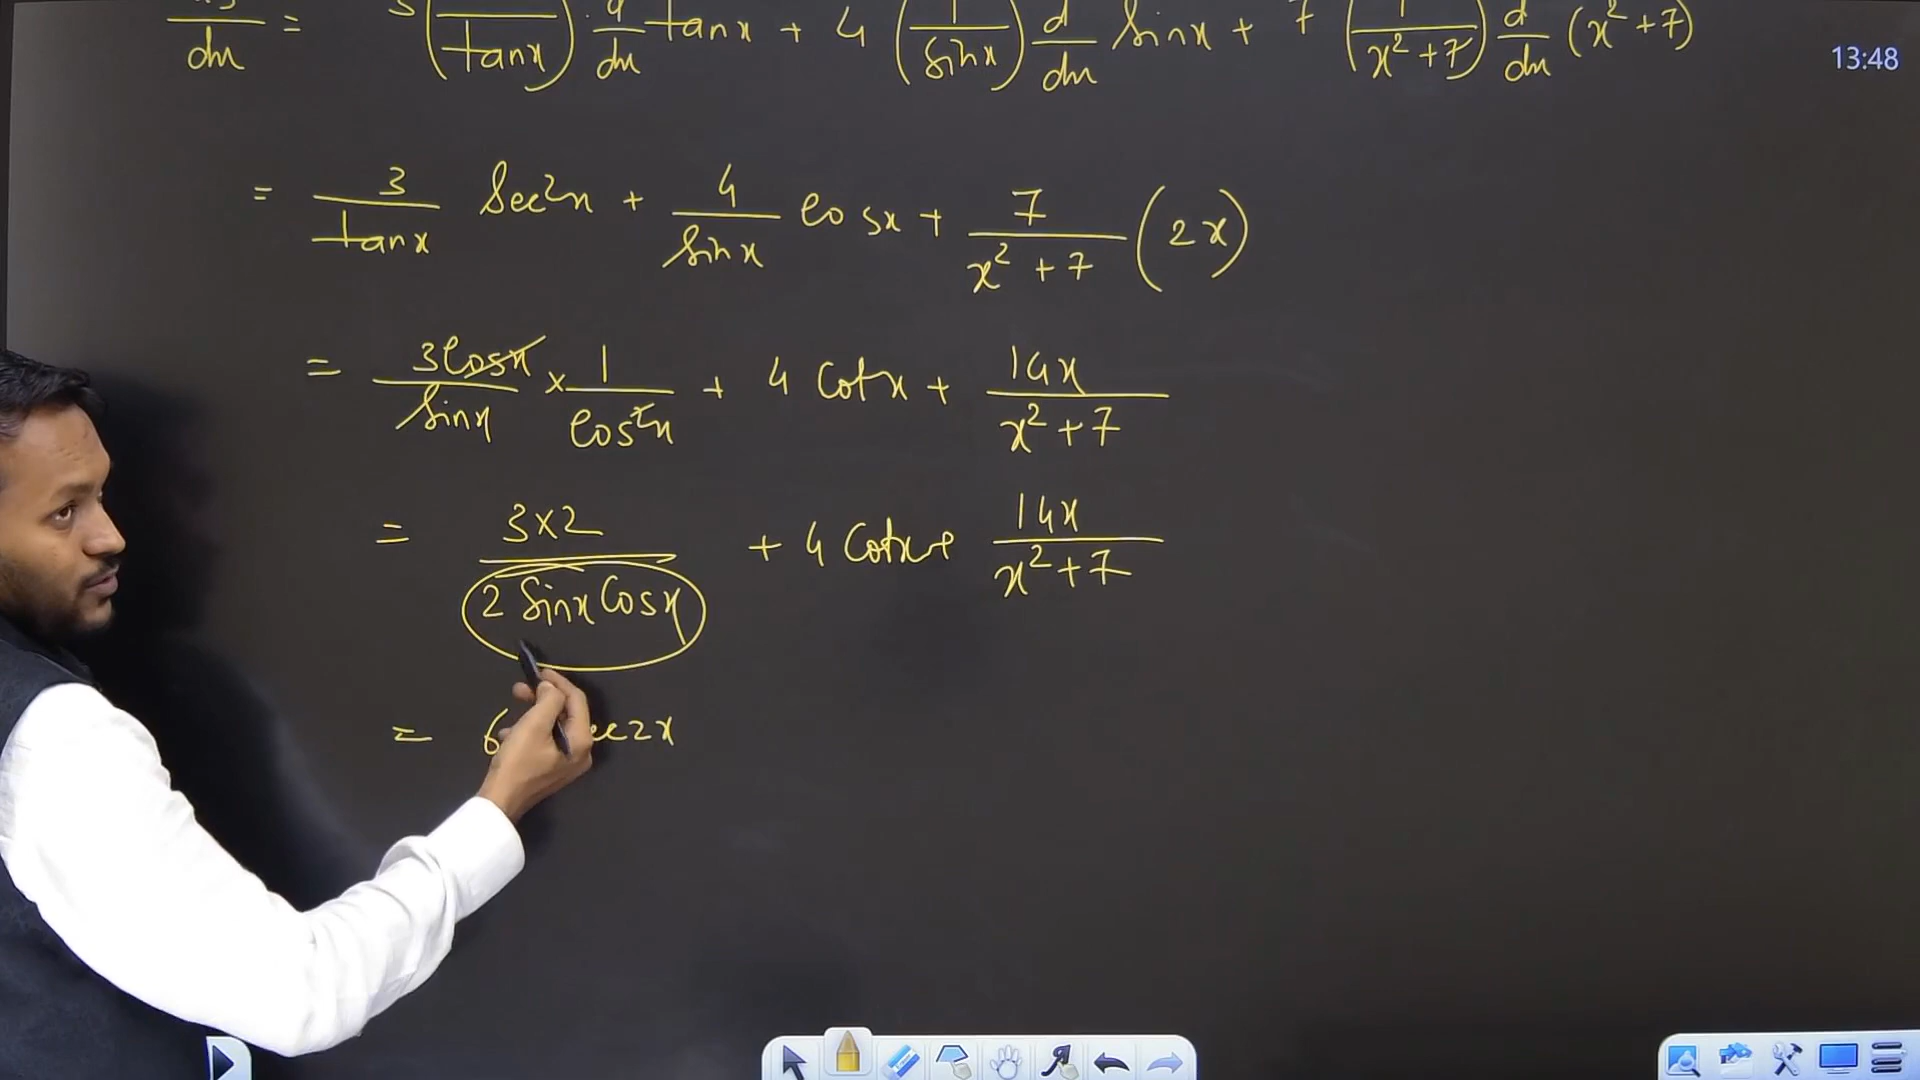 dy/dx = 3 (1/tanx) · d/dx tanx + 4 (1/sinx) d/dx sinx + 7 (1/(x²+7)) d/dx (x²+7)
13:48
= 3/tanx Sec²x + 4/sinx cosx + 7/(x²+7) (2x)
= 3cosx/sinx × 1/cos²x + 4 cotx + 14x/(x²+7)
= 3×2/(2 Sinx Cosx) + 4 Cotx + 14x/(x²+7)
= 6 2x